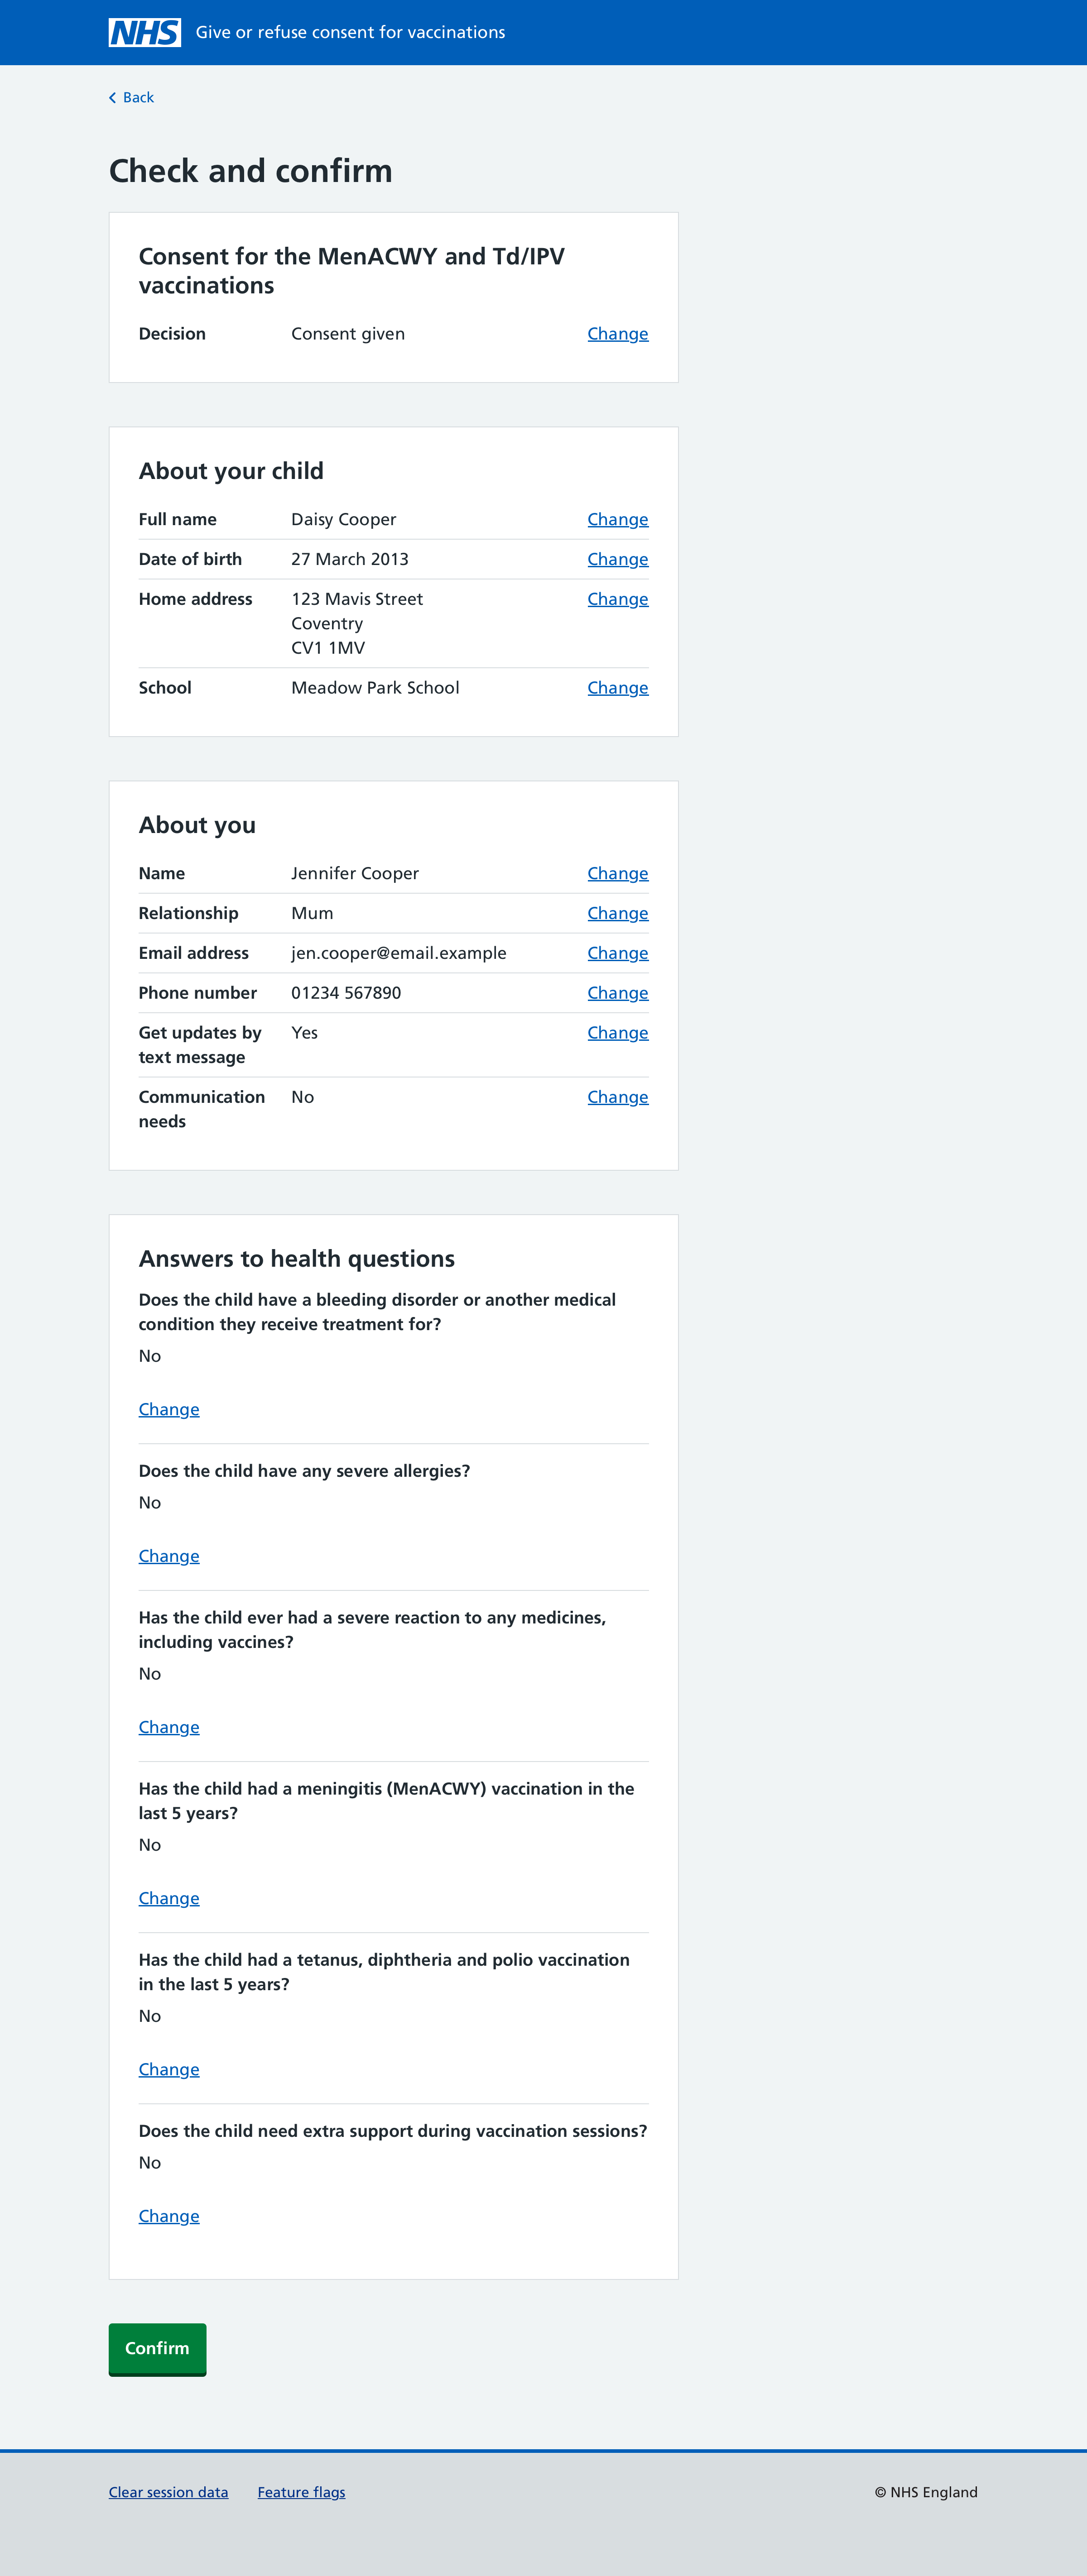 NHS Give or refuse consent for vaccinations
Back
Check and confirm
Consent for the MenACWY and Td/IPV
vaccinations
Decision Consent given Change
About your child
Full name Daisy Cooper Change
Date of birth 27 March 2013 Change
Home address 123 Mavis Street Change
Coventry
CV1 1MV
School Meadow Park School Change
About you
Name Jennifer Cooper Change
Relationship Mum Change
Email address jen.cooper@email.example Change
Phone number 01234 567890 Change
Get updates by Yes Change
text message
Communication No Change
needs
Answers to health questions
Does the child have a bleeding disorder or another medical
condition they receive treatment for?
No
Change
Does the child have any severe allergies?
No
Change
Has the child ever had a severe reaction to any medicines,
including vaccines?
No
Change
Has the child had a meningitis (MenACWY) vaccination in the
last 5 years?
No
Change
Has the child had a tetanus, diphtheria and polio vaccination
in the last 5 years?
No
Change
Does the child need extra support during vaccination sessions?
No
Change
Confirm
Clear session data Feature flags © NHS England